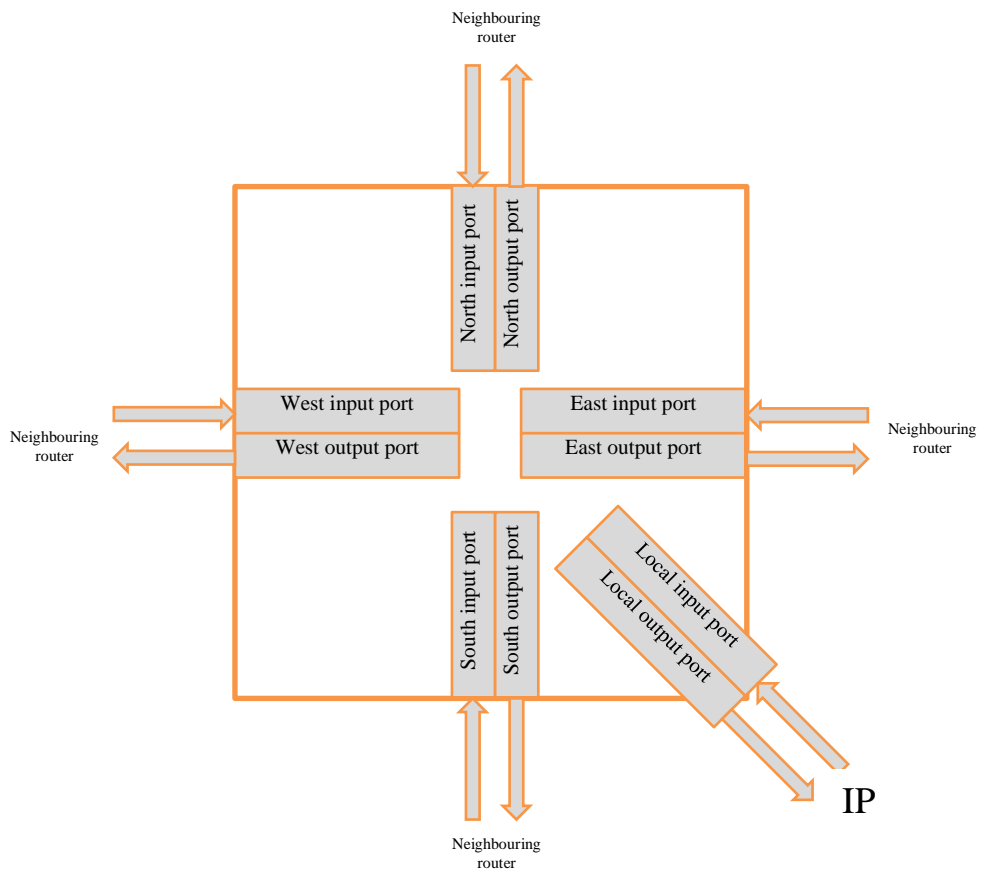 Neighbouring
router
North input port
North output port
West input port
West output port
East input port
East output port
Neighbouring
router
Neighbouring
router
South input port
South output port
Local input port
Local output port
IP
Neighbouring
router